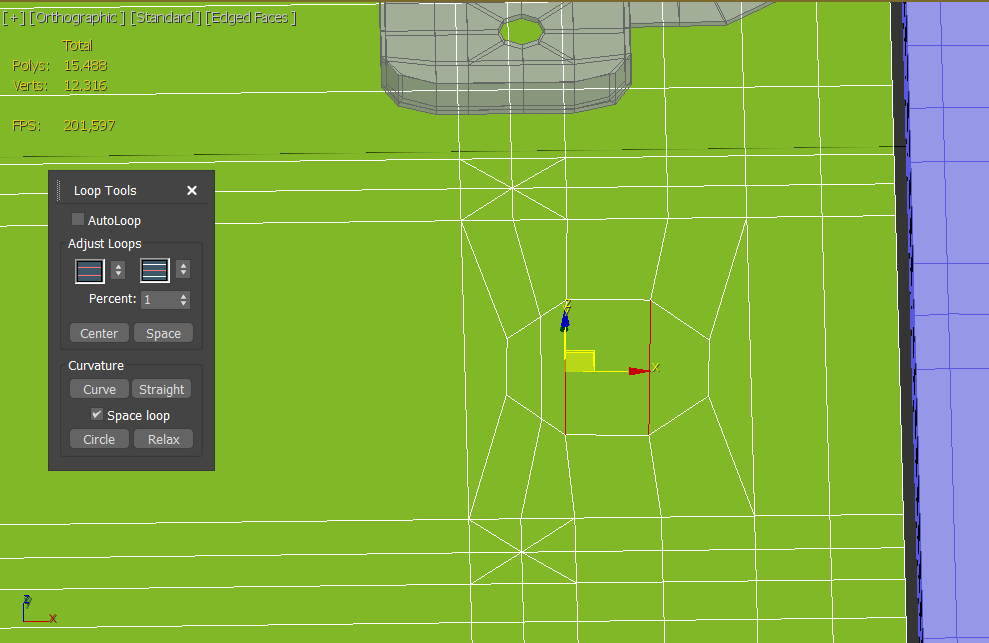 [+] [Orthographic ] [Standard ] [Edged Faces ]
Total
Polys: 15.488
Verts: 12.316
FPS: 201,597
Loop Tools
AutoLoop
Adjust Loops
Percent: 1
Center Space
Curvature
Curve Straight
Space loop
Circle Relax
z
x
z
x